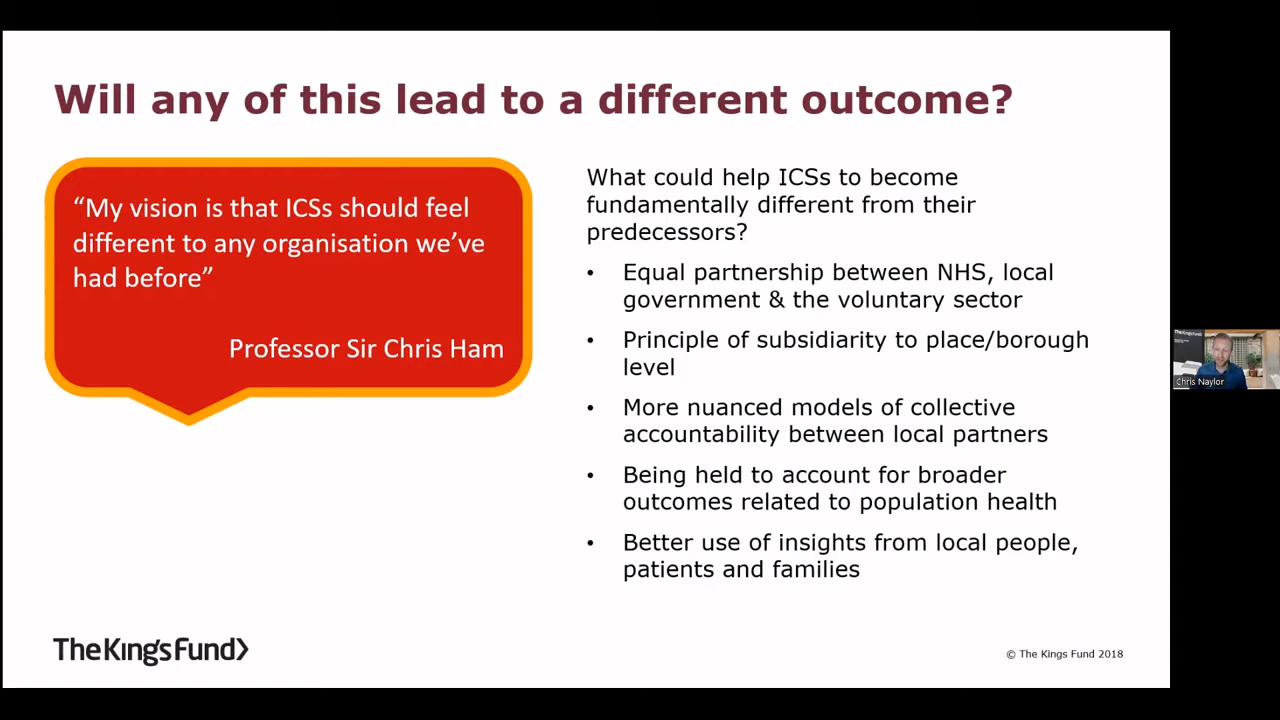 Will any of this lead to a different outcome?
“My vision is that ICSs should feel
different to any organisation we’ve
had before”
Professor Sir Chris Ham
What could help ICSs to become
fundamentally different from their
predecessors?
• Equal partnership between NHS, local
government & the voluntary sector
• Principle of subsidiarity to place/borough
level
• More nuanced models of collective
accountability between local partners
• Being held to account for broader
outcomes related to population health
• Better use of insights from local people,
patients and families
TheKing'sFund>
© The Kings Fund 2018
TheKing'sFund>
Chris Naylor